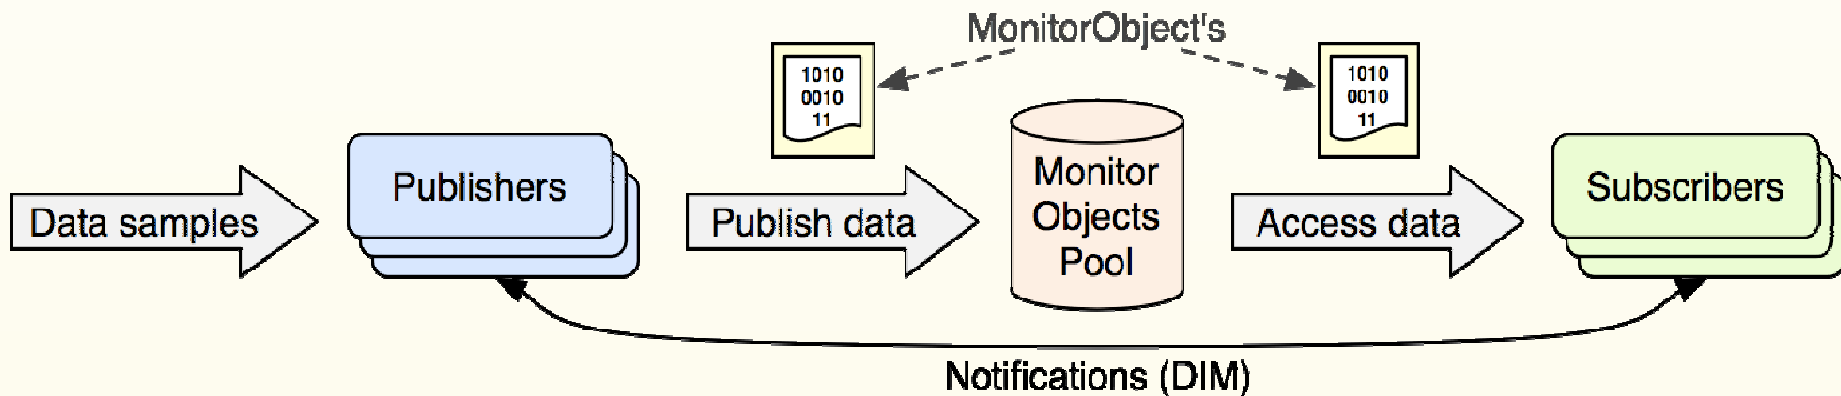 MonitorObject's
1010
0010
11
1010
0010
11
Data samples
Publishers
Publish data
Monitor
Objects
Pool
Access data
Subscribers
Notifications (DIM)